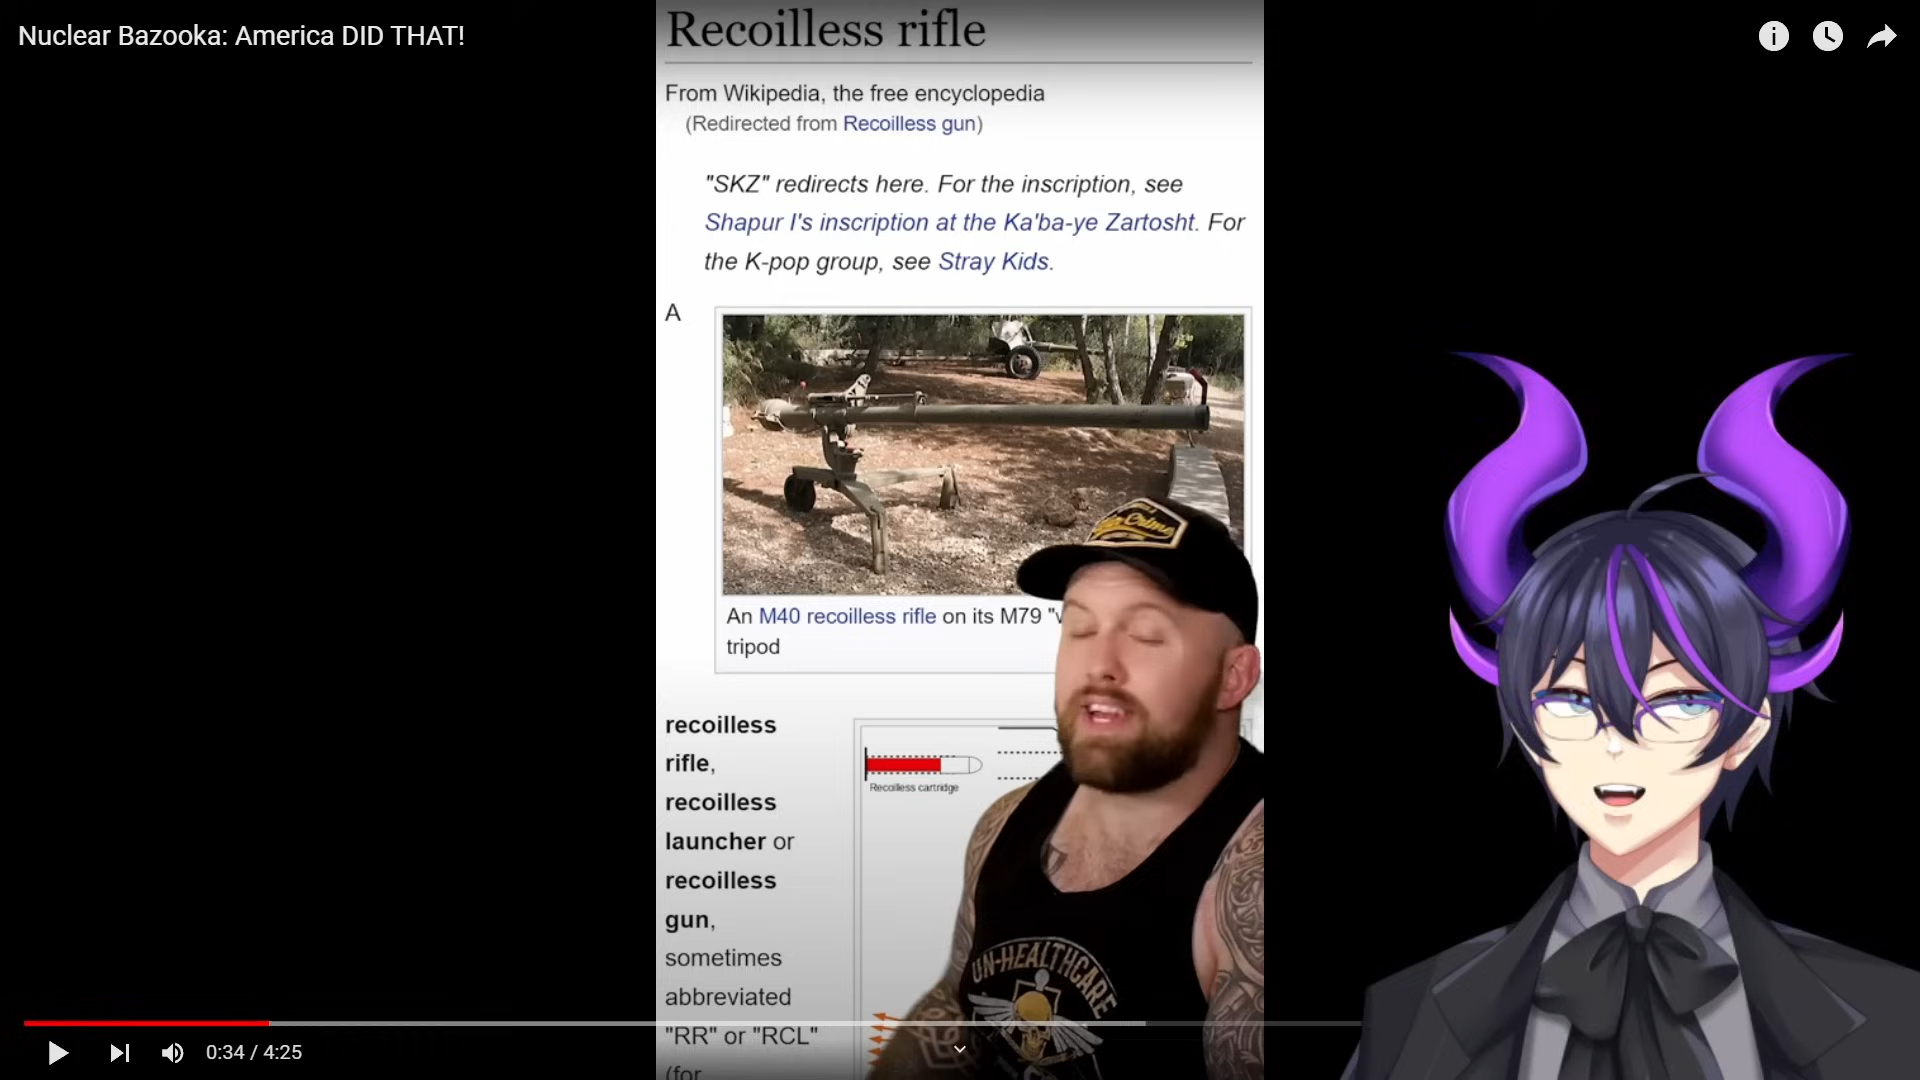 Nuclear Bazooka: America DID THAT!
Recoilless rifle
From Wikipedia, the free encyclopedia
(Redirected from Recoilless gun)
"SKZ" redirects here. For the inscription, see
Shapur I's inscription at the Ka'ba-ye Zartosht. For
the K-pop group, see Stray Kids.
A
An M40 recoilless rifle on its M79 "w
tripod
recoilless
rifle,
recoilless
launcher or
recoilless
gun,
sometimes
abbreviated
"RR" or "RCL"
(for
Recoilless cartridge
Crime
UN-HEALTHCARE
0:34 / 4:25